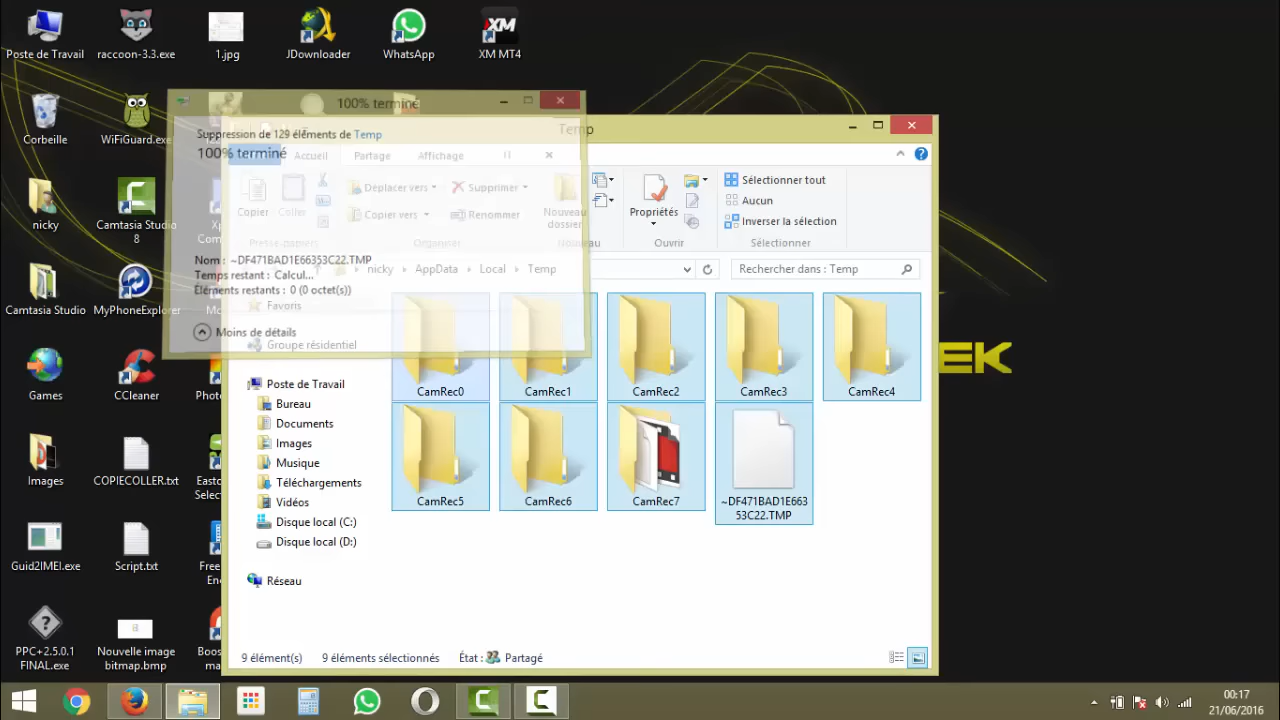 Poste de Travail
raccoon-3.3.exe
1.jpg
JDownloader
WhatsApp
XM MT4
Corbeille
WiFiGuard.exe
nicky
Camtasia Studio
8
Camtasia Studio
MyPhoneExplorer
Games
CCleaner
Images
COPIECOLLER.txt
Guid2IMEI.exe
Script.txt
PPC+2.5.0.1
FINAL.exe
Nouvelle image
bitmap.bmp
100% terminé
Suppression de 129 éléments de Temp
100% terminé
Nom : ~DF471BAD1E66353C22.TMP
Temps restant : Calcul...
Éléments restants : 0 (0 octet(s))
Moins de détails
Temp
Accueil
Partage
Affichage
Copier
Coller
Déplacer vers
Copier vers
Supprimer
Renommer
Nouveau
dossier
Propriétés
Sélectionner tout
Aucun
Inverser la sélection
Presse-papiers
Organiser
Ouvrir
Sélectionner
nicky
AppData
Local
Temp
Rechercher dans : Temp
Favoris
Groupe résidentiel
Poste de Travail
Bureau
Documents
Images
Musique
Téléchargements
Vidéos
Disque local (C:)
Disque local (D:)
Réseau
CamRec0
CamRec1
CamRec2
CamRec3
CamRec4
CamRec5
CamRec6
CamRec7
~DF471BAD1E663
53C22.TMP
9 élément(s)
9 éléments sélectionnés
État :
Partagé
EK
00:17
21/06/2016